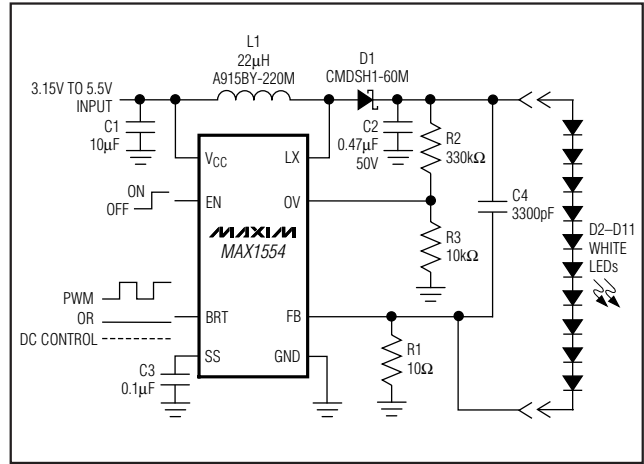 L1
22μH
A915BY-220M
D1
CMDSH1-60M
3.15V TO 5.5V
INPUT
C1
10μF
C2
0.47μF
50V
R2
330kΩ
VCC
LX
C4
3300pF
ON
OFF
EN
OV
MAXIM
MAX1554
R3
10kΩ
D2–D11
WHITE
LEDs
PWM
OR
DC CONTROL
BRT
FB
SS
GND
R1
10Ω
C3
0.1μF